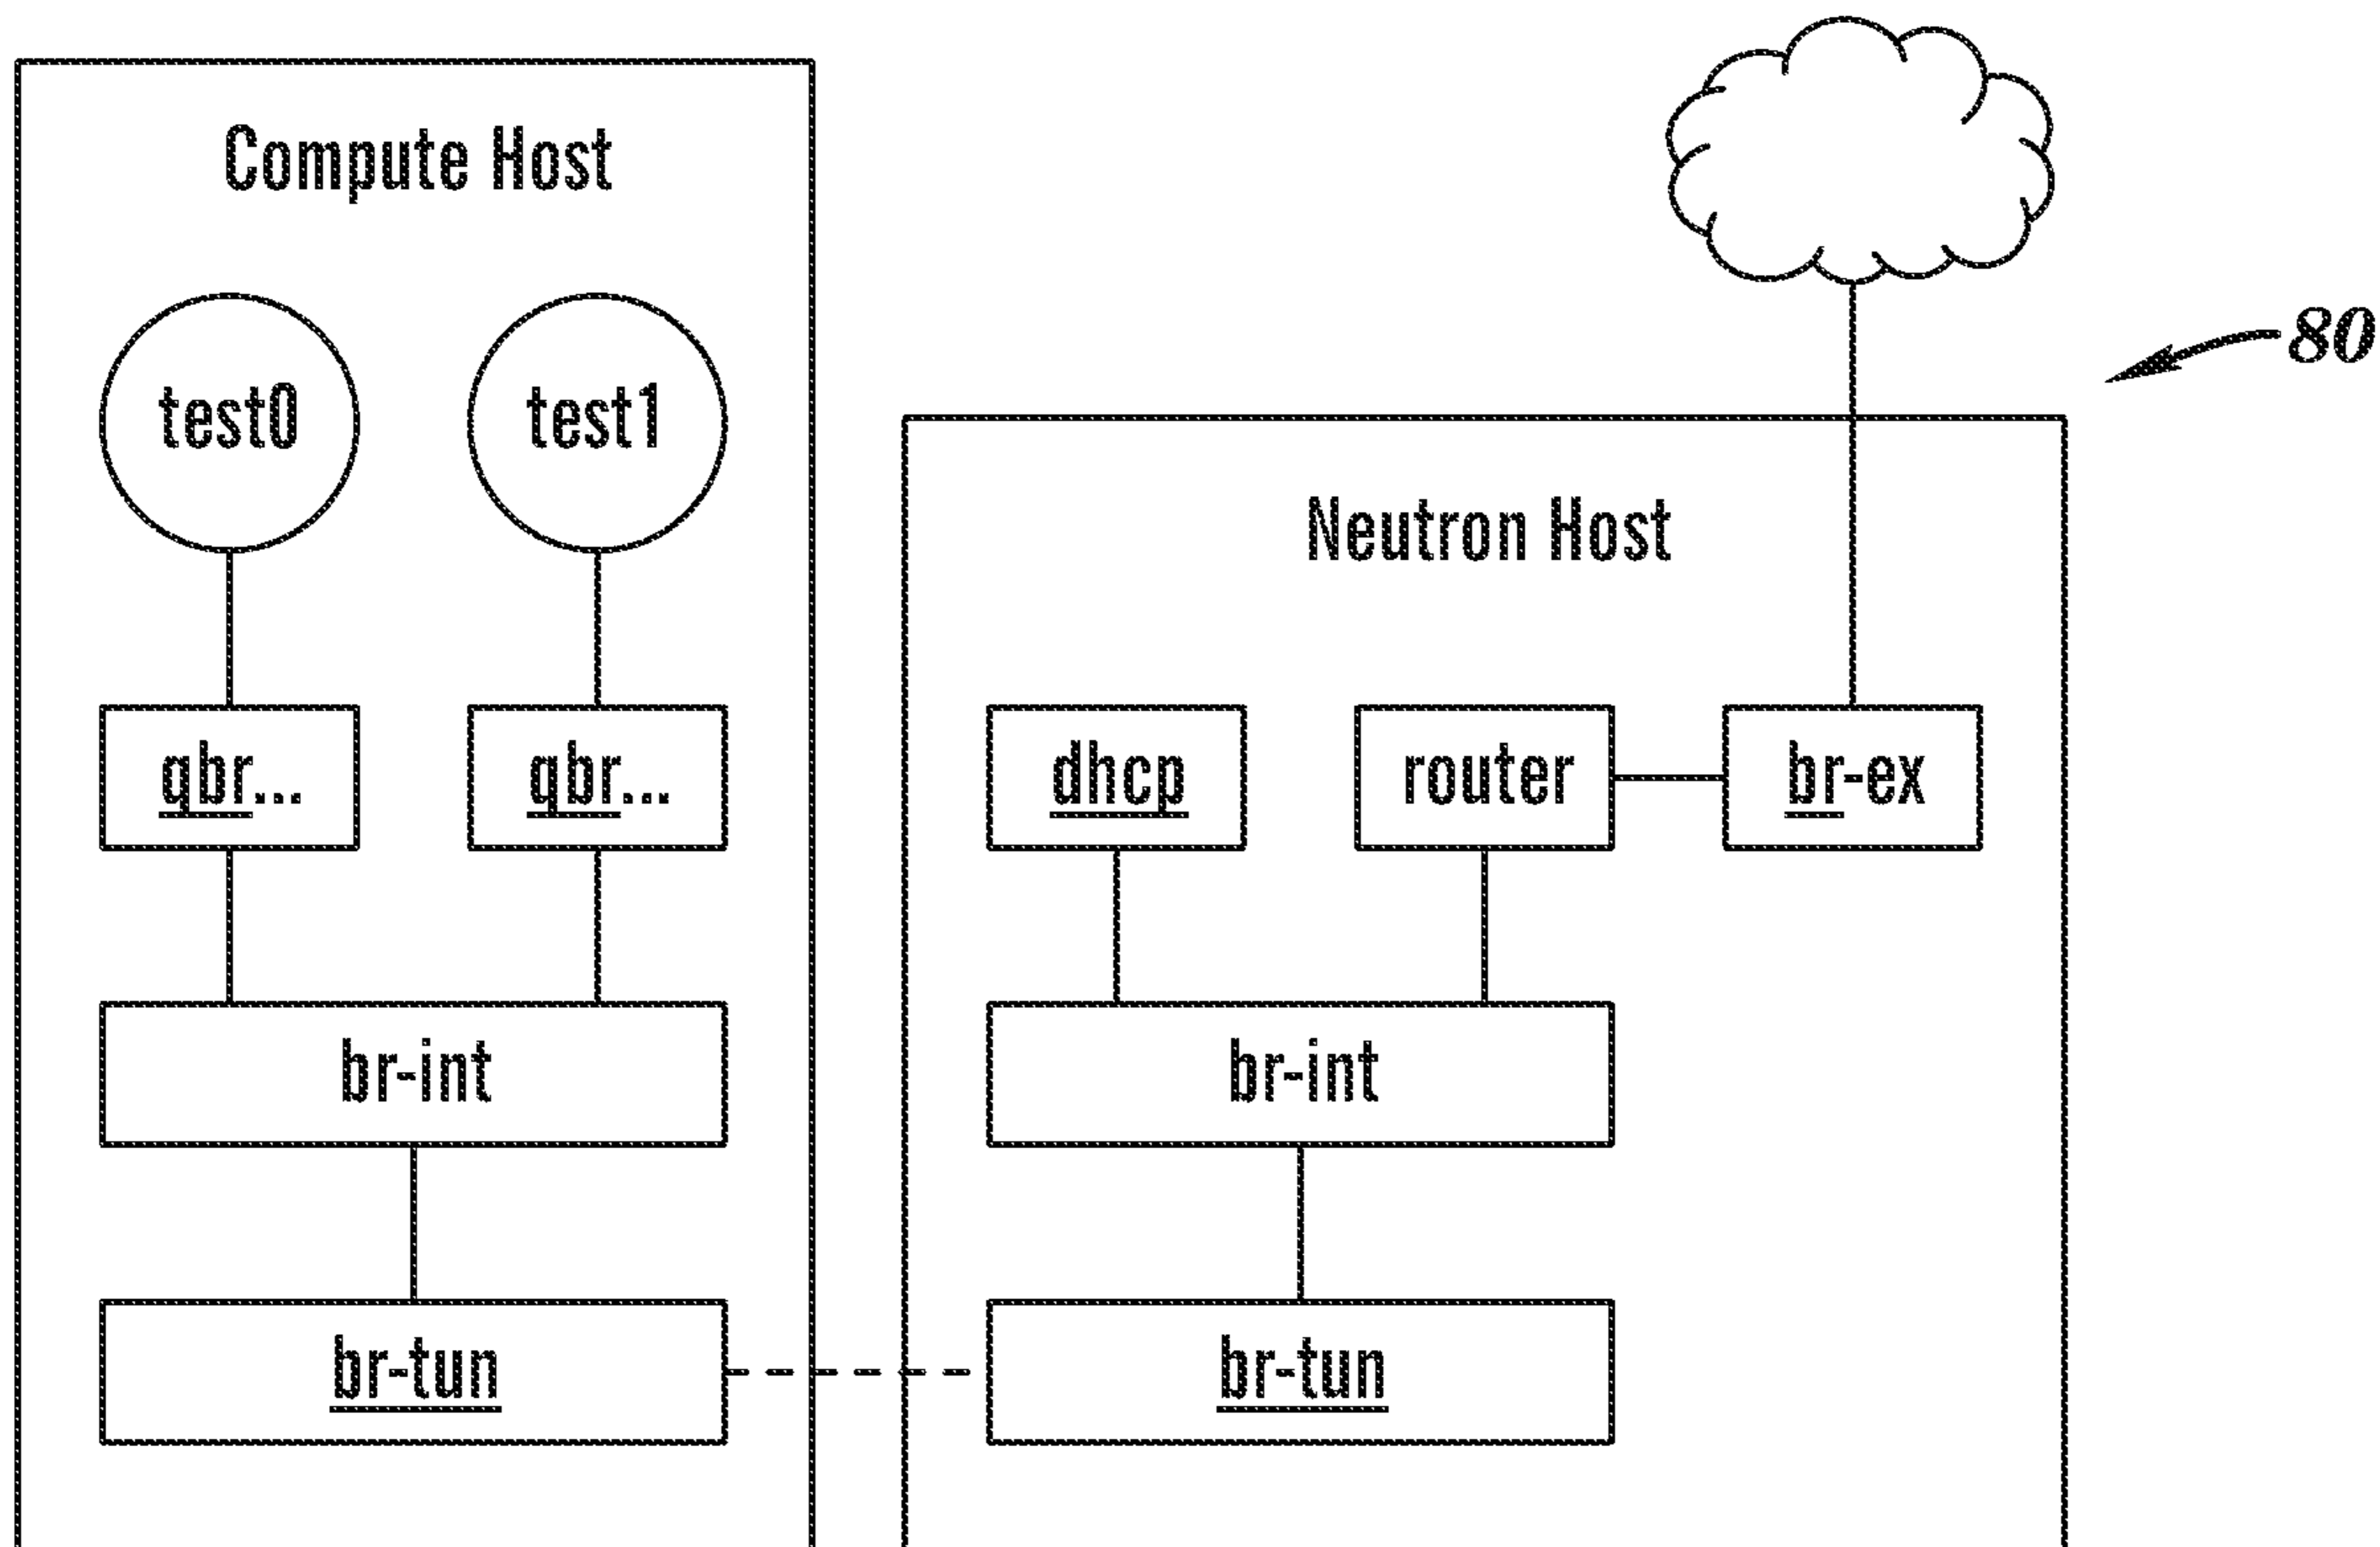 Compute Host
test0
test1
qbr...
qbr...
br-int
br-tun
80
Neutron Host
dhcp
router
br-ex
br-int
br-tun